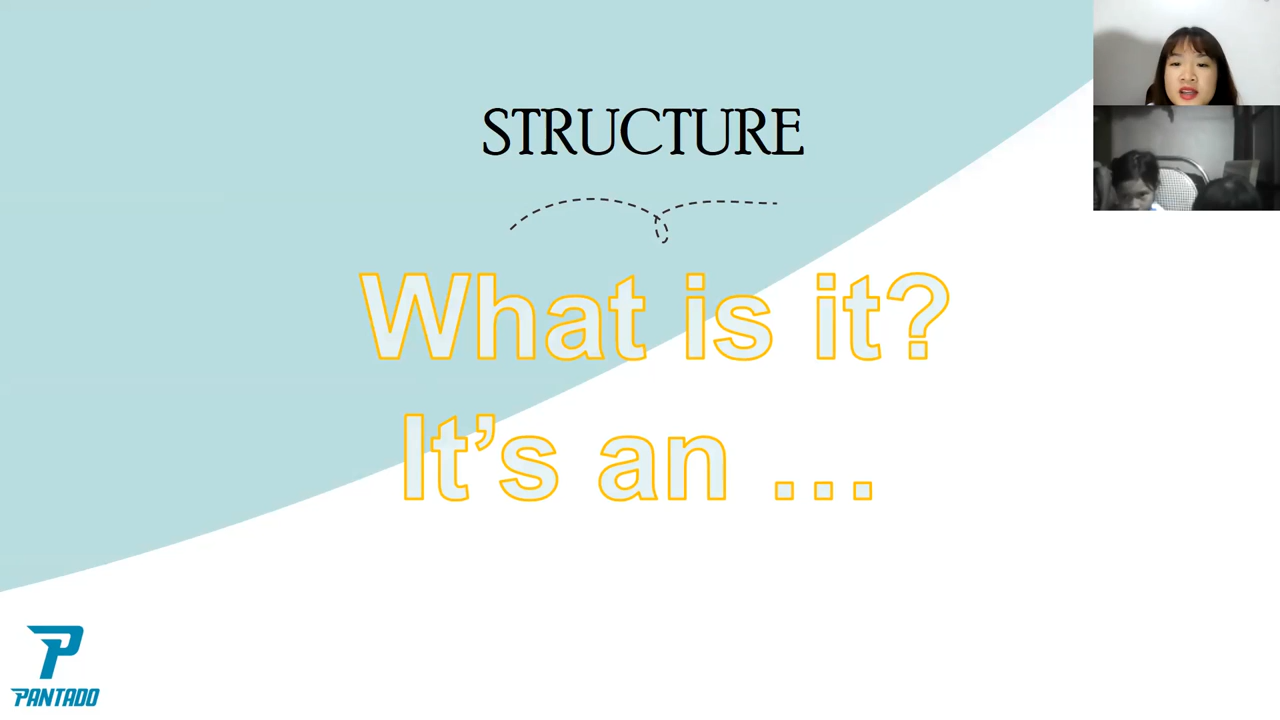 STRUCTURE
What is it?
It’s an ...
PANTADO